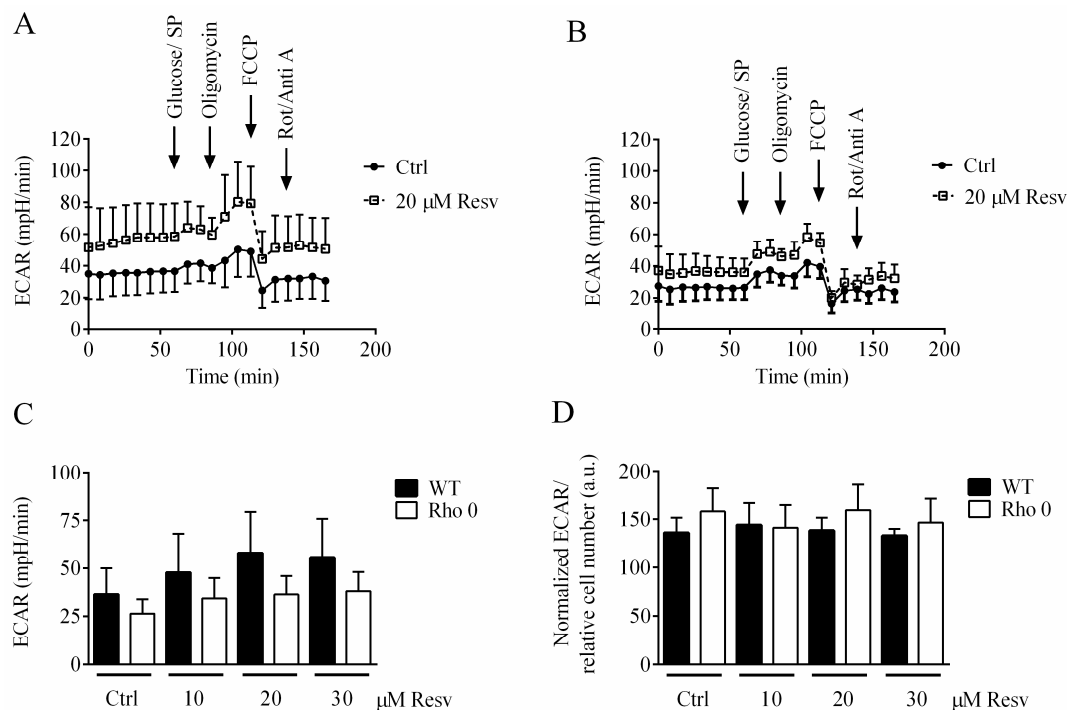 A
Glucose/ SP
Oligomycin
FCCP
Rot/Anti A
120
100
80
60
40
20
0
ECAR (mpH/min)
0
50
100
150
200
Time (min)
Ctrl
20 μM Resv
B
Glucose/ SP
Oligomycin
FCCP
Rot/Anti A
120
100
80
60
40
20
0
ECAR (mpH/min)
0
50
100
150
200
Time (min)
Ctrl
20 μM Resv
C
100
75
50
25
0
ECAR (mpH/min)
WT
Rho 0
Ctrl
10
20
30
μM Resv
D
200
150
100
50
0
Normalized ECAR/
relative cell number (a.u.)
WT
Rho 0
Ctrl
10
20
30
μM Resv